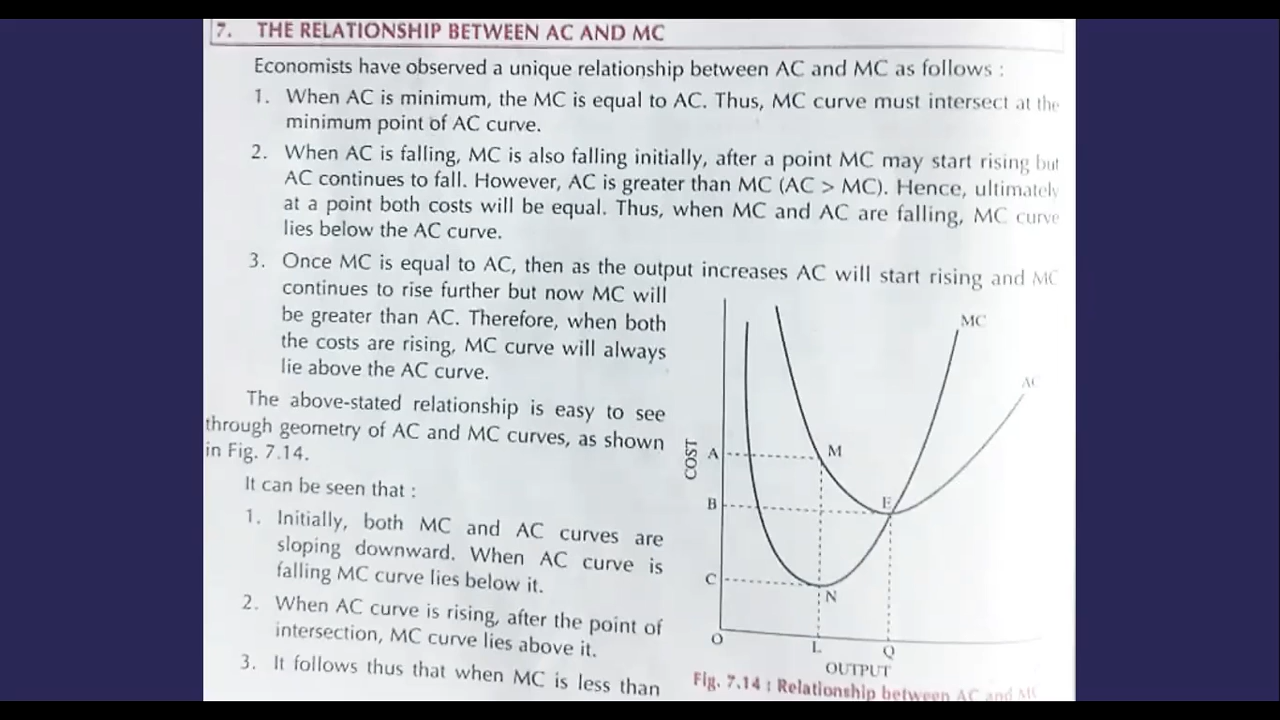 7. THE RELATIONSHIP BETWEEN AC AND MC
Economists have observed a unique relationship between AC and MC as follows :
1. When AC is minimum, the MC is equal to AC. Thus, MC curve must intersect at the
minimum point of AC curve.
2. When AC is falling, MC is also falling initially, after a point MC may start rising but
AC continues to fall. However, AC is greater than MC (AC > MC). Hence, ultimately
at a point both costs will be equal. Thus, when MC and AC are falling, MC curve
lies below the AC curve.
3. Once MC is equal to AC, then as the output increases AC will start rising and MC
continues to rise further but now MC will
be greater than AC. Therefore, when both
the costs are rising, MC curve will always
lie above the AC curve.
The above-stated relationship is easy to see
through geometry of AC and MC curves, as shown
in Fig. 7.14.
It can be seen that :
1. Initially, both MC and AC curves are
sloping downward. When AC curve is
falling MC curve lies below it.
2. When AC curve is rising, after the point of
intersection, MC curve lies above it.
3. It follows thus that when MC is less than
MC
AC
COST
A
M
B
E
C
N
O
L
Q
OUTPUT
Fig. 7.14 : Relationship between AC and MC